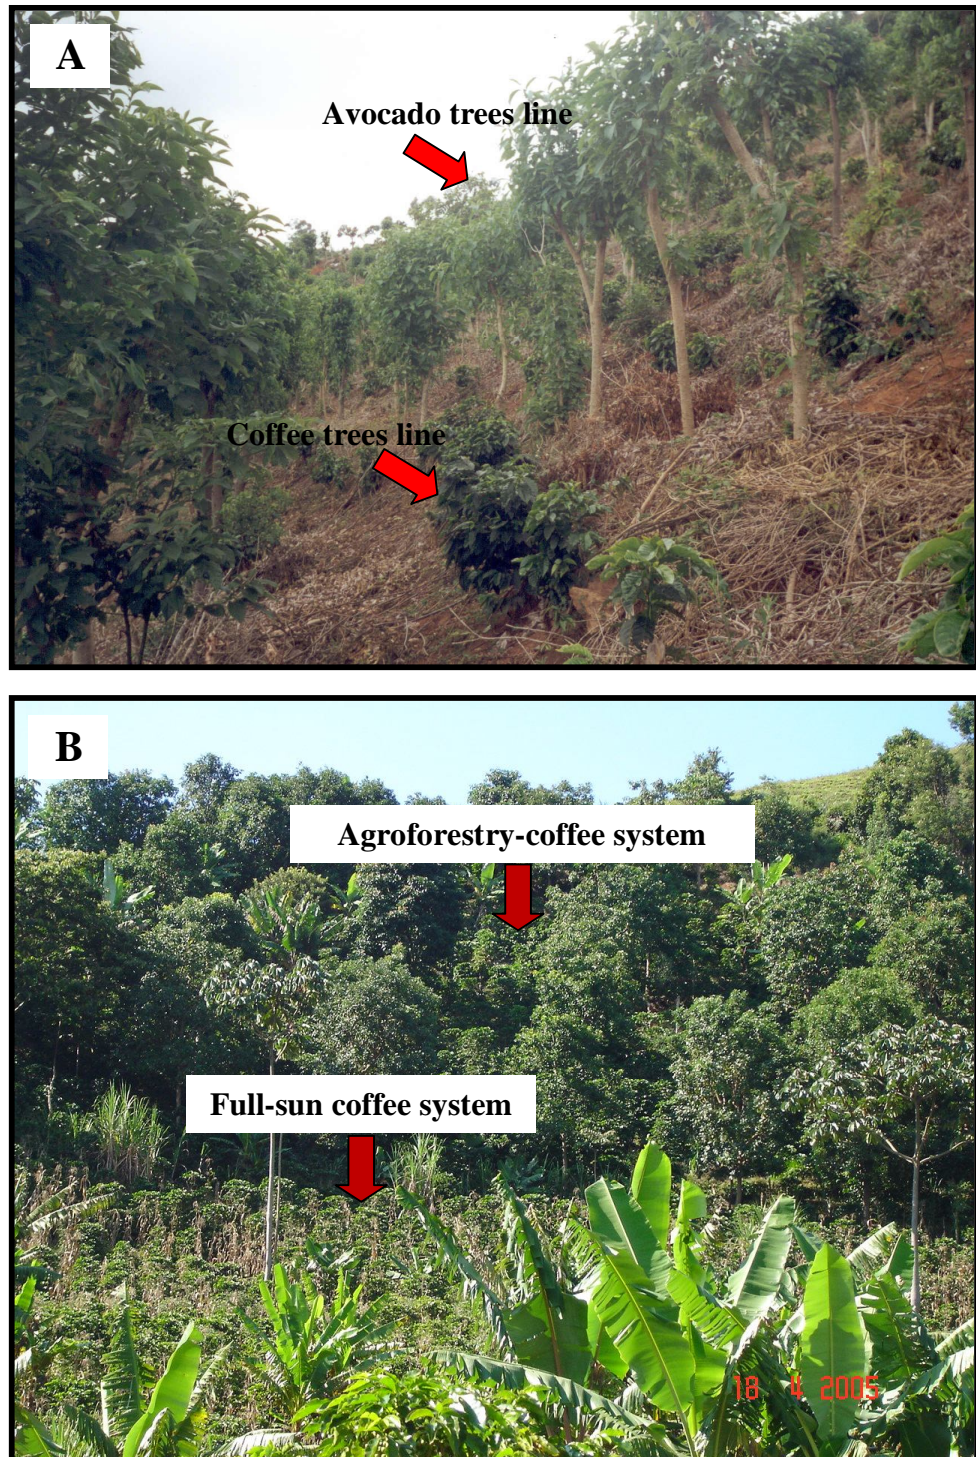 A
Avocado trees line
Coffee trees line
B
Agroforestry-coffee system
Full-sun coffee system
18 4 2005